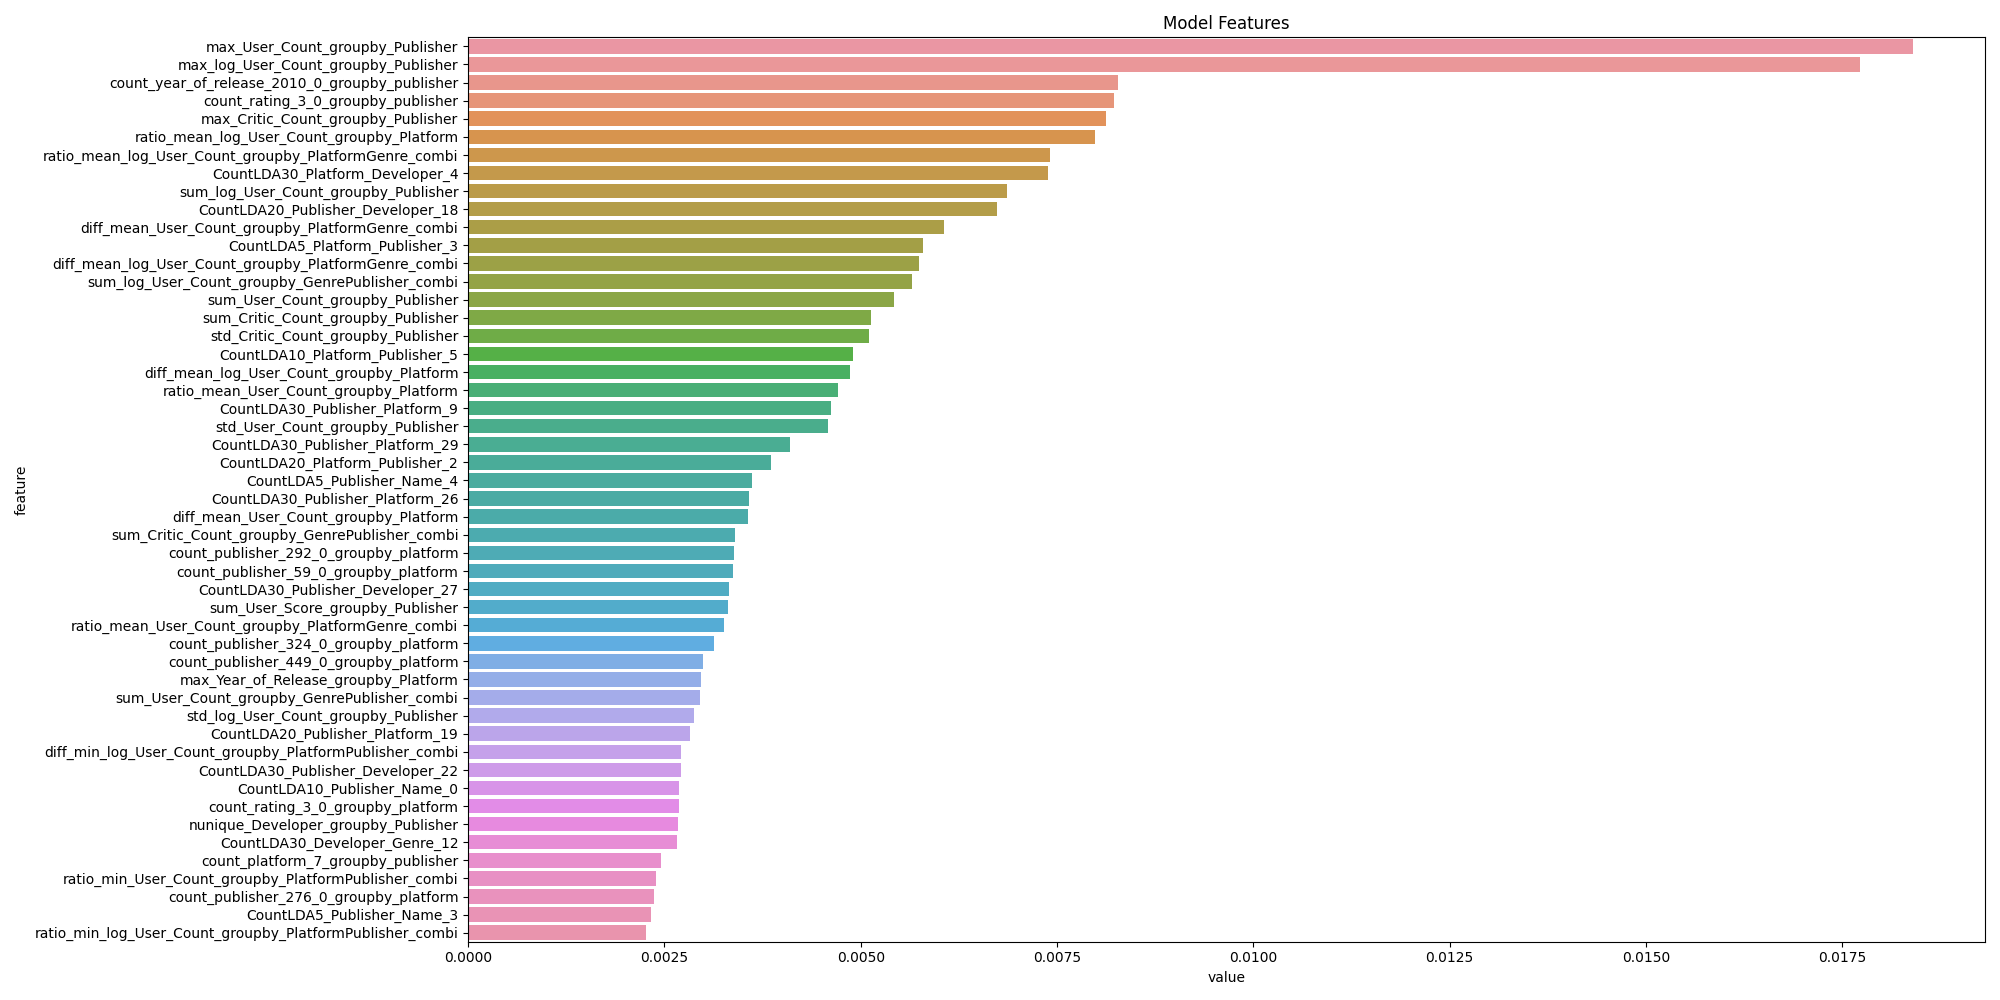 Model Features
max_User_Count_groupby_Publisher
max_log_User_Count_groupby_Publisher
count_year_of_release_2010_0_groupby_publisher
count_rating_3_0_groupby_publisher
max_Critic_Count_groupby_Publisher
ratio_mean_log_User_Count_groupby_Platform
ratio_mean_log_User_Count_groupby_PlatformGenre_combi
CountLDA30_Platform_Developer_4
sum_log_User_Count_groupby_Publisher
CountLDA20_Publisher_Developer_18
diff_mean_User_Count_groupby_PlatformGenre_combi
CountLDA5_Platform_Publisher_3
diff_mean_log_User_Count_groupby_PlatformGenre_combi
sum_log_User_Count_groupby_GenrePublisher_combi
sum_User_Count_groupby_Publisher
sum_Critic_Count_groupby_Publisher
std_Critic_Count_groupby_Publisher
CountLDA10_Platform_Publisher_5
diff_mean_log_User_Count_groupby_Platform
ratio_mean_User_Count_groupby_Platform
CountLDA30_Publisher_Platform_9
std_User_Count_groupby_Publisher
CountLDA30_Publisher_Platform_29
CountLDA20_Platform_Publisher_2
CountLDA5_Publisher_Name_4
CountLDA30_Publisher_Platform_26
diff_mean_User_Count_groupby_Platform
sum_Critic_Count_groupby_GenrePublisher_combi
count_publisher_292_0_groupby_platform
count_publisher_59_0_groupby_platform
CountLDA30_Publisher_Developer_27
sum_User_Score_groupby_Publisher
ratio_mean_User_Count_groupby_PlatformGenre_combi
count_publisher_324_0_groupby_platform
count_publisher_449_0_groupby_platform
max_Year_of_Release_groupby_Platform
sum_User_Count_groupby_GenrePublisher_combi
std_log_User_Count_groupby_Publisher
CountLDA20_Publisher_Platform_19
diff_min_log_User_Count_groupby_PlatformPublisher_combi
CountLDA30_Publisher_Developer_22
CountLDA10_Publisher_Name_0
count_rating_3_0_groupby_platform
nunique_Developer_groupby_Publisher
CountLDA30_Developer_Genre_12
count_platform_7_groupby_publisher
ratio_min_User_Count_groupby_PlatformPublisher_combi
count_publisher_276_0_groupby_platform
CountLDA5_Publisher_Name_3
ratio_min_log_User_Count_groupby_PlatformPublisher_combi
feature
0.0000 0.0025 0.0050 0.0075 0.0100 0.0125 0.0150 0.0175
value